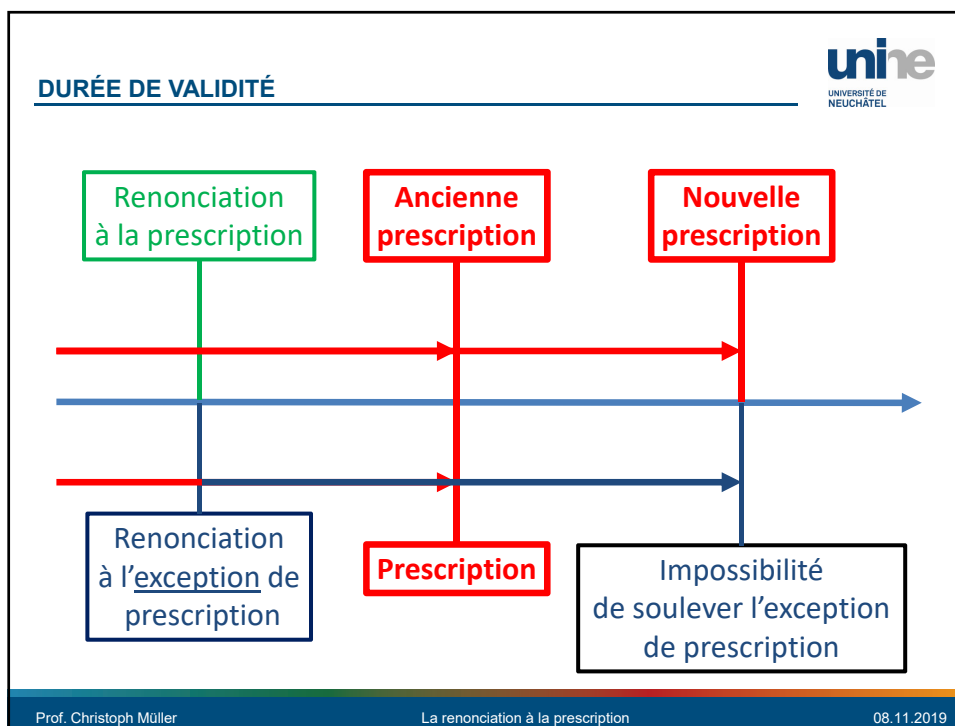 unine
UNIVERSITÉ DE
NEUCHÂTEL
DURÉE DE VALIDITÉ
Renonciation
à la prescription
Ancienne
prescription
Nouvelle
prescription
Renonciation
à l’exception de
prescription
Prescription
Impossibilité
de soulever l’exception
de prescription
Prof. Christoph Müller
La renonciation à la prescription
08.11.2019